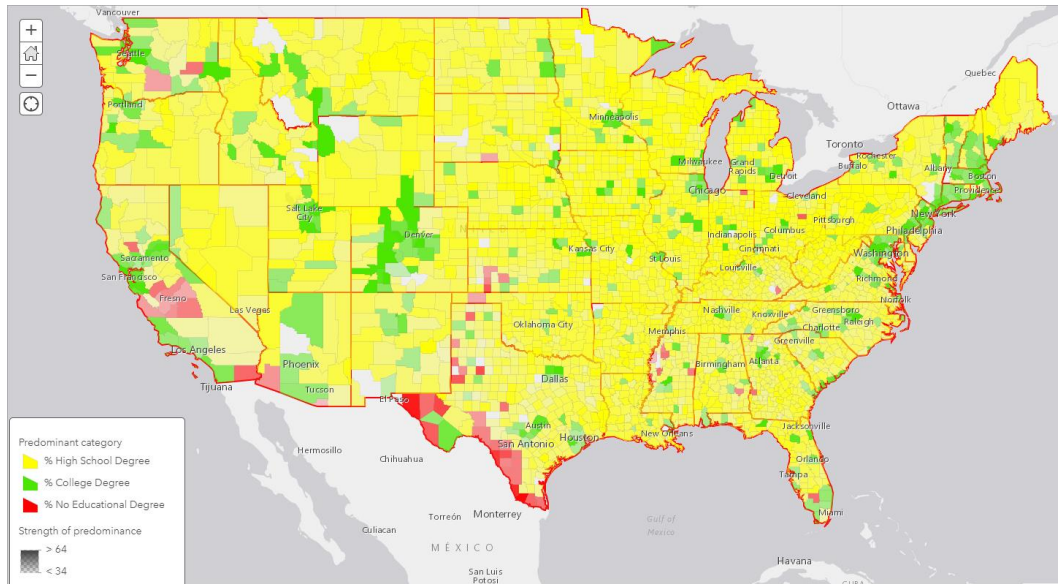 Vancouver
+
−
Seattle
Portland
Quebec
Ottawa
Toronto
Minneapolis
Milwaukee
Grand
Rapids
Detroit
Buffalo
Rochester
Albany
Boston
Providence
Chicago
Cleveland
New York
Pittsburgh
Philadelphia
Salt Lake
City
Denver
Kansas City
St Louis
Indianapolis
Columbus
Cincinnati
Louisville
Washington
Richmond
Norfolk
Sacramento
San Francisco
Fresno
Las Vegas
Oklahoma City
Nashville
Knoxville
Greensboro
Raleigh
Charlotte
Greenville
Memphis
Los Angeles
Phoenix
Tijuana
Tucson
El Paso
Dallas
Birmingham
Atlanta
Austin
Houston
San Antonio
New Orleans
Jacksonville
Orlando
Tampa
Miami
Hermosillo
Chihuahua
Torreón
Monterrey
Culiacan
MÉXICO
San Luis
Potosi
Gulf of
Mexico
Havana
CUBA
Predominant category
% High School Degree
% College Degree
% No Educational Degree
Strength of predominance
> 64
< 34